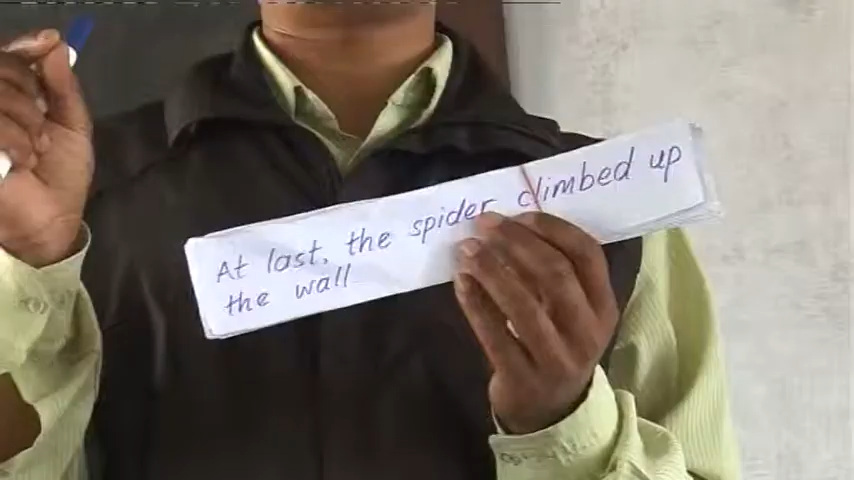 At last, the spider climbed up
the wall